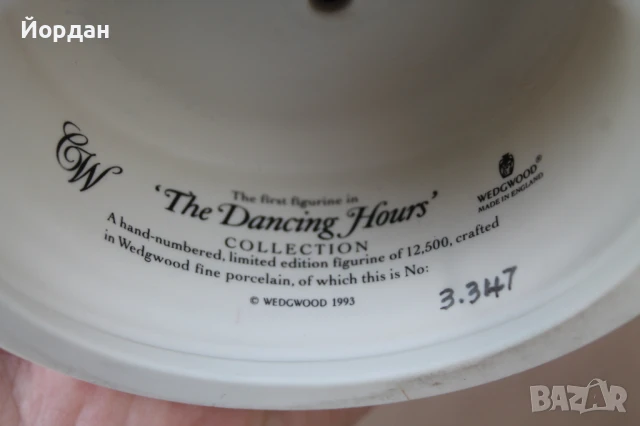 Йордан
CW
The first figurine in
'The Dancing Hours'
COLLECTION
A hand-numbered, limited edition figurine of 12,500, crafted
in Wedgwood fine porcelain, of which this is No:
3.347
© WEDGWOOD 1993
WEDGWOOD®
MADE IN ENGLAND
BAZAR